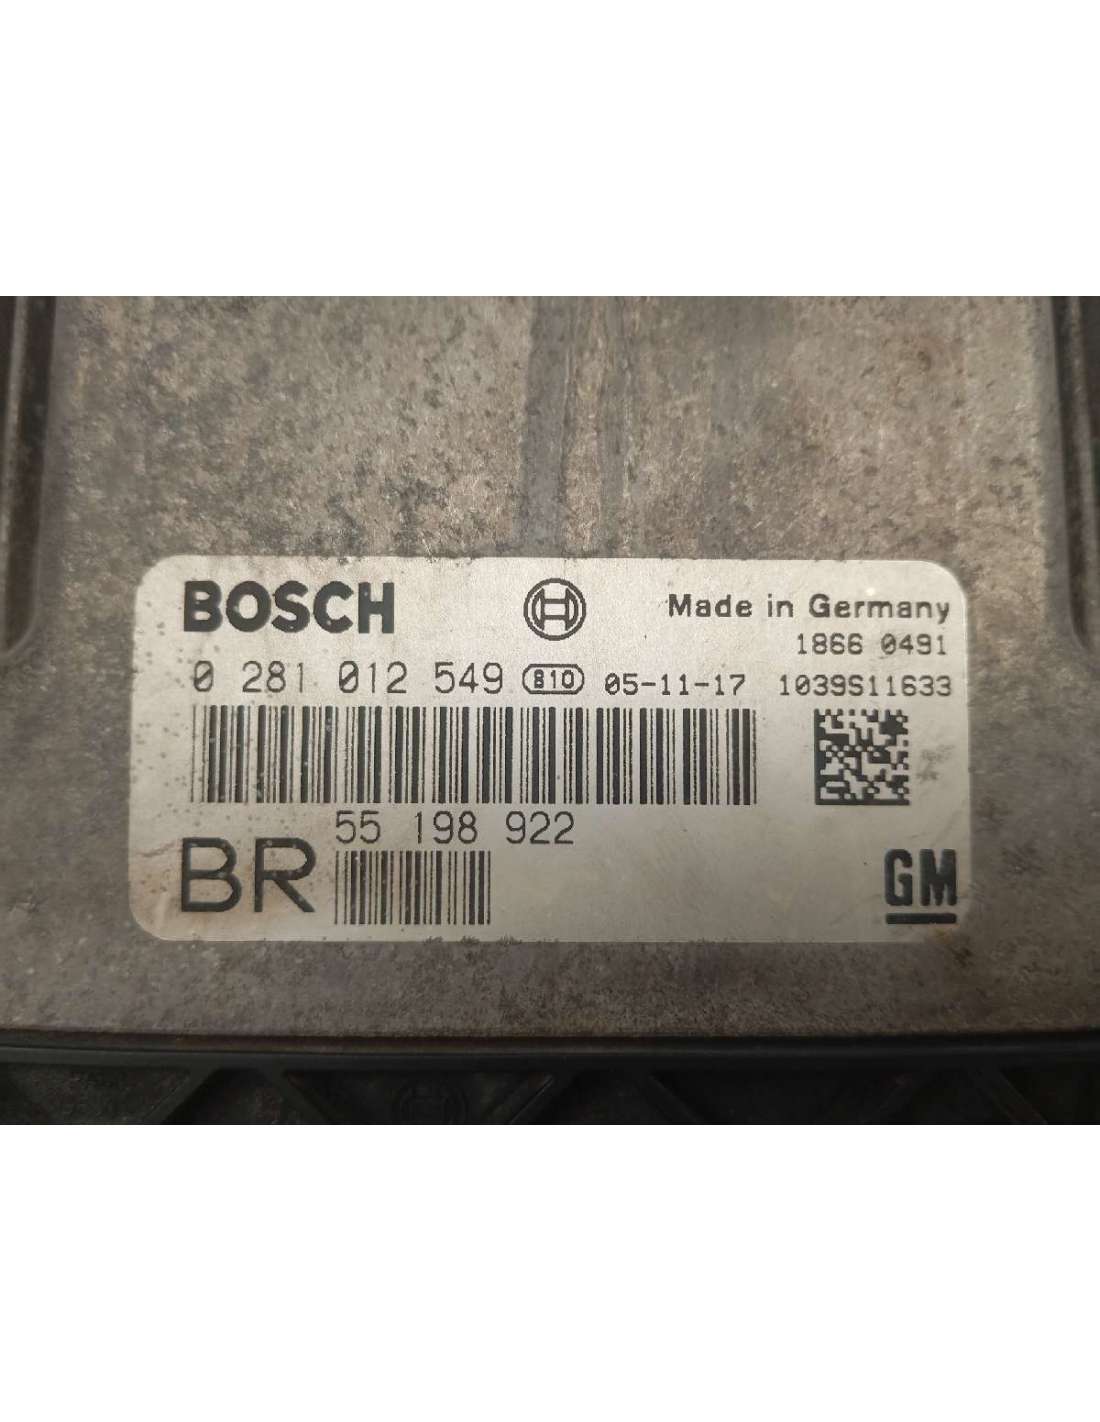 BOSCH Made in Germany
1866 0491
0 281 012 549 810 05-11-17 1039S11633
55 198 922
BR GM